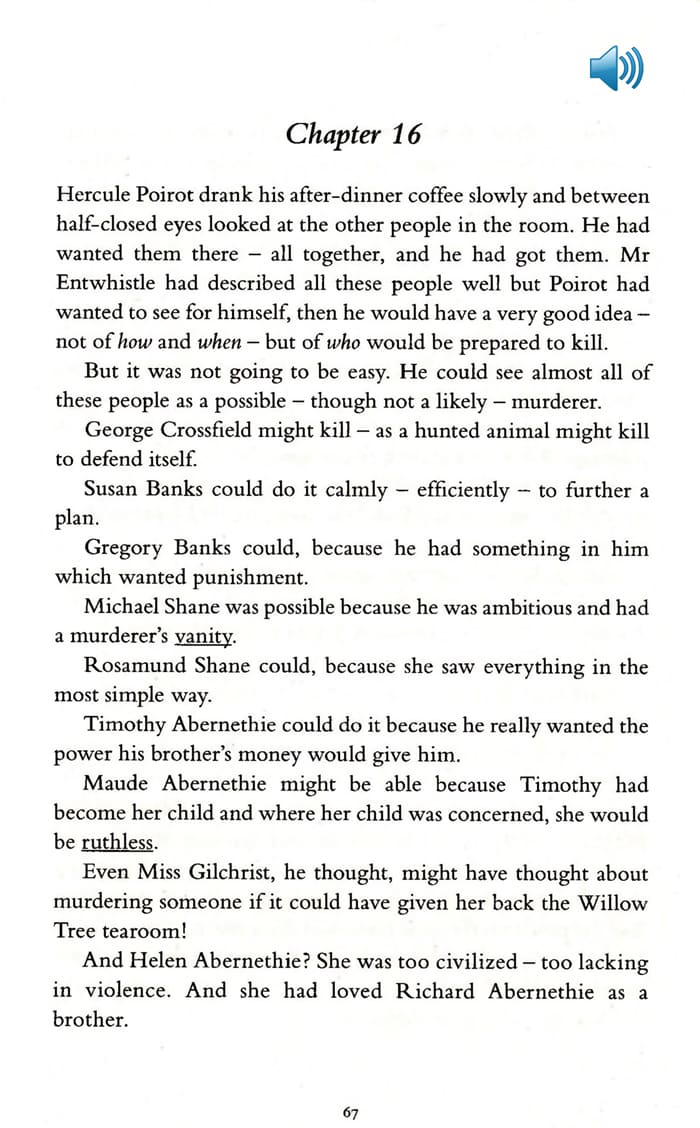 Chapter 16
Hercule Poirot drank his after-dinner coffee slowly and between
half-closed eyes looked at the other people in the room. He had
wanted them there – all together, and he had got them. Mr
Entwhistle had described all these people well but Poirot had
wanted to see for himself, then he would have a very good idea –
not of how and when – but of who would be prepared to kill.
But it was not going to be easy. He could see almost all of
these people as a possible – though not a likely – murderer.
George Crossfield might kill – as a hunted animal might kill
to defend itself.
Susan Banks could do it calmly – efficiently – to further a
plan.
Gregory Banks could, because he had something in him
which wanted punishment.
Michael Shane was possible because he was ambitious and had
a murderer's vanity.
Rosamund Shane could, because she saw everything in the
most simple way.
Timothy Abernethie could do it because he really wanted the
power his brother's money would give him.
Maude Abernethie might be able because Timothy had
become her child and where her child was concerned, she would
be ruthless.
Even Miss Gilchrist, he thought, might have thought about
murdering someone if it could have given her back the Willow
Tree tearoom!
And Helen Abernethie? She was too civilized – too lacking
in violence. And she had loved Richard Abernethie as a
brother.
67